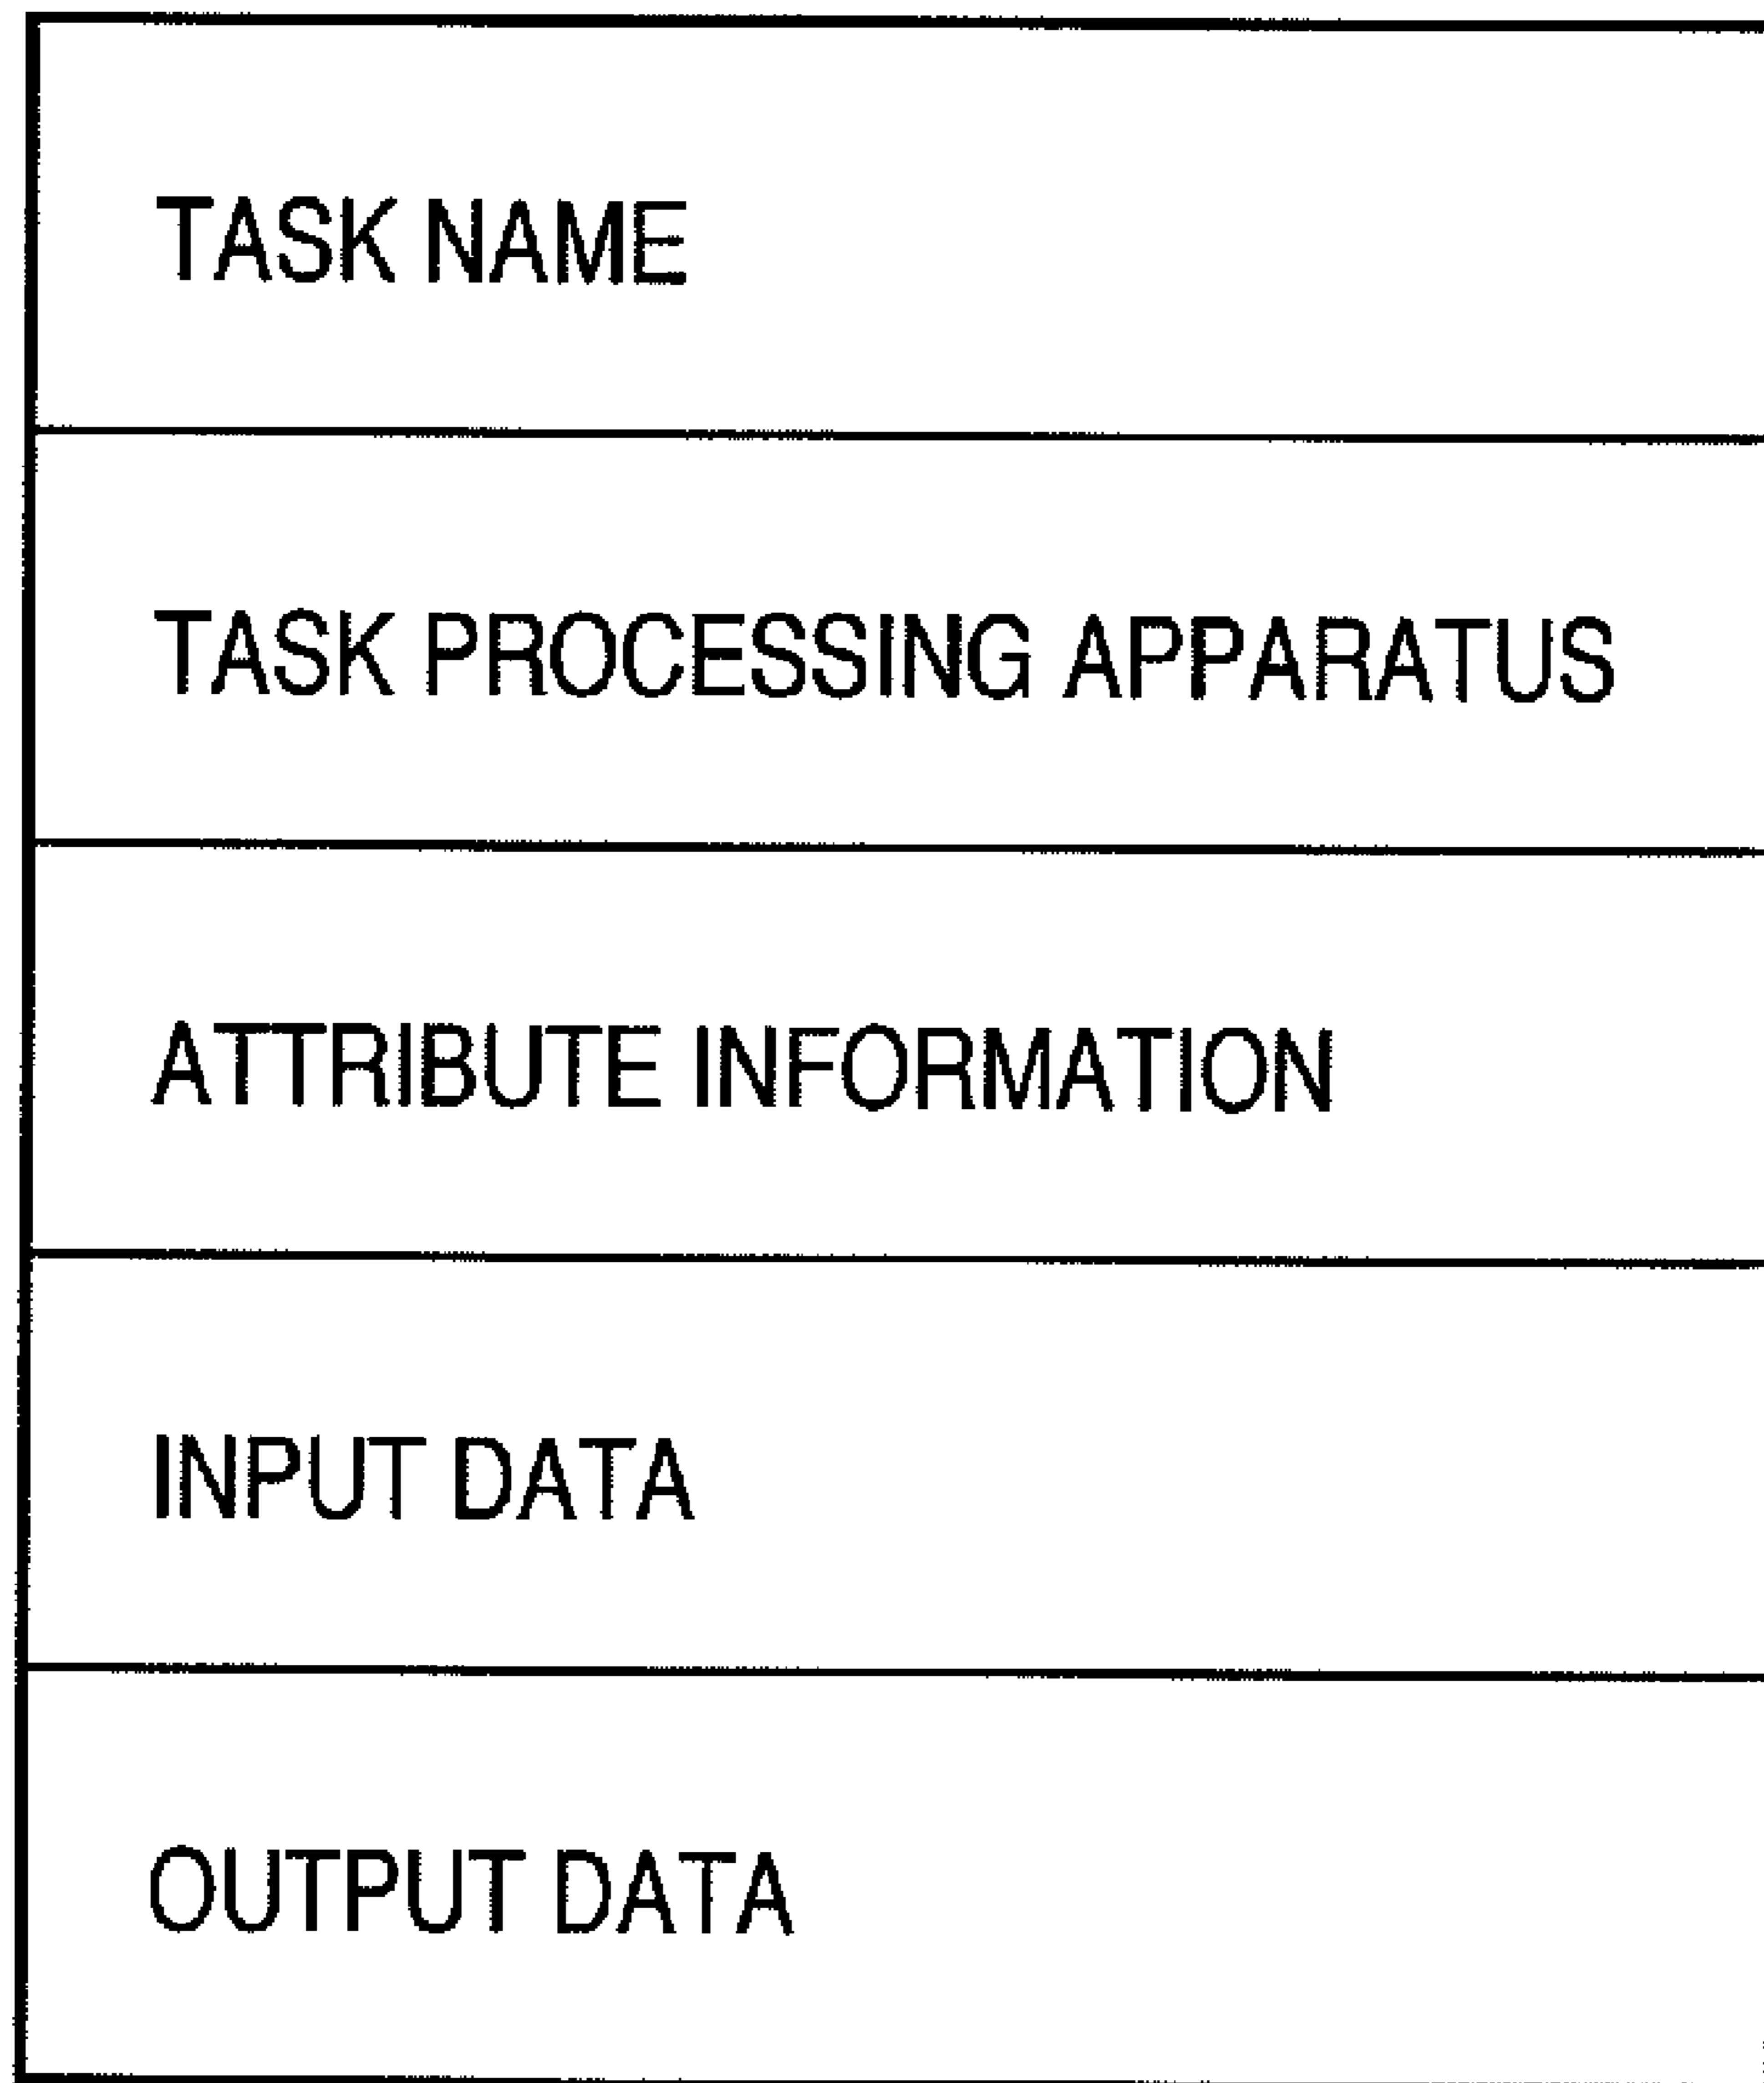 TASK NAME
TASK PROCESSING APPARATUS
ATTRIBUTE INFORMATION
INPUT DATA
OUTPUT DATA